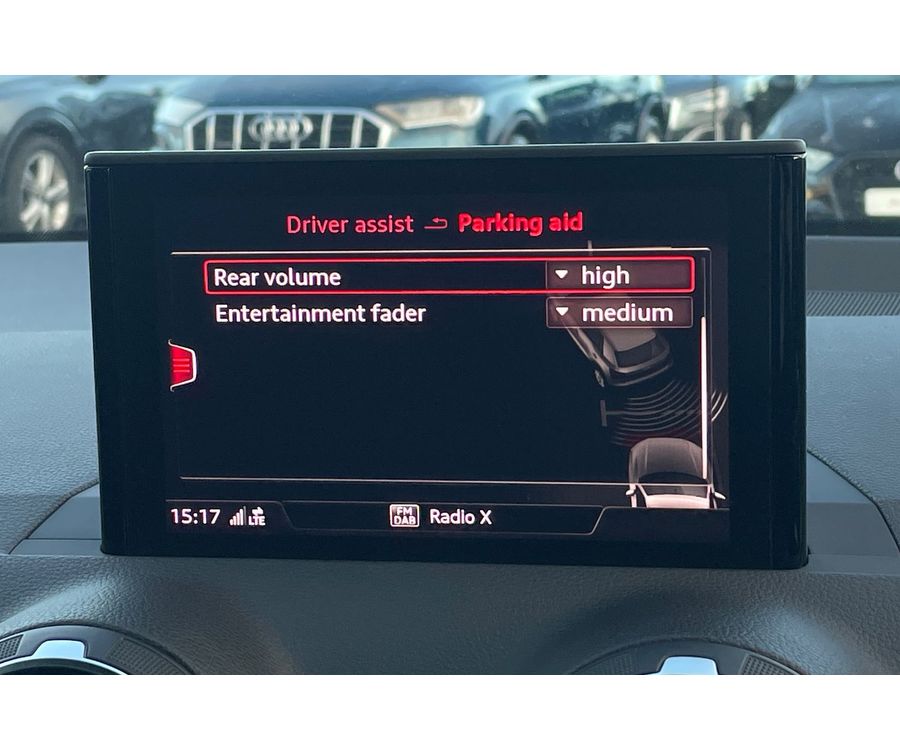 Driver assist Parking aid
Rear volume high
Entertainment fader medium
15:17 LTE FM DAB Radio X